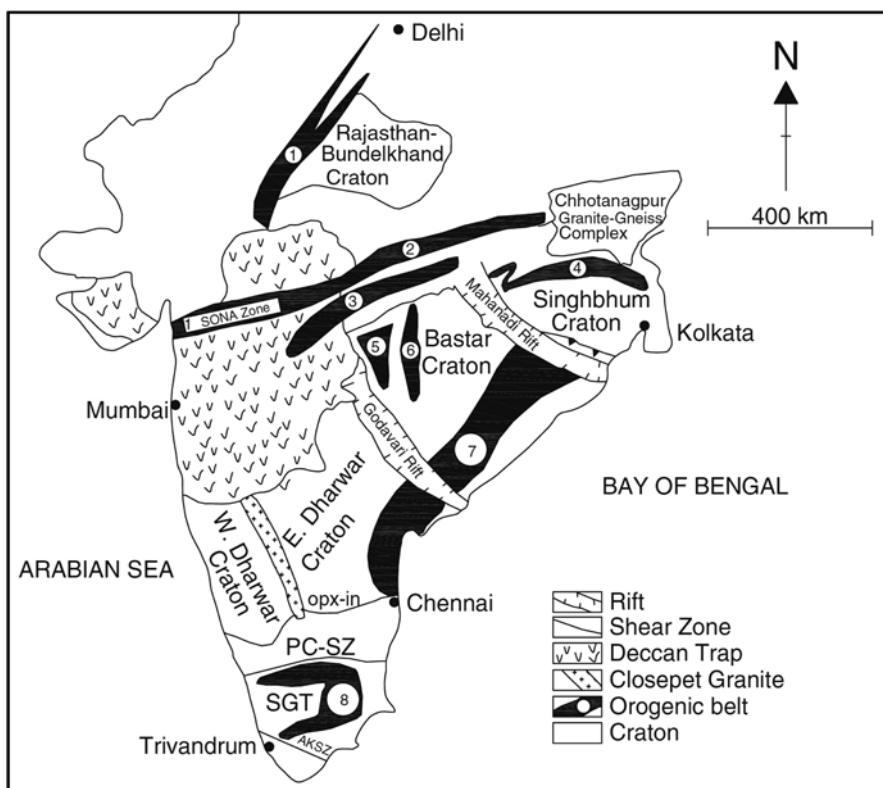 Delhi
N
Rajasthan-
Bundelkhand
Craton
1
Chhotanagpur
Granite-Gneiss
Complex
400 km
2
3
4
1 SONA Zone
Mahanadi Rift
Singhbhum
Craton
Kolkata
5
6
Bastar
Craton
Mumbai
Godavari Rift
7
BAY OF BENGAL
E. Dharwar
Craton
W. Dharwar
Craton
ARABIAN SEA
opx-in
Chennai
PC-SZ
SGT
8
Trivandrum
AKSZ
Rift
Shear Zone
Deccan Trap
Closepet Granite
Orogenic belt
Craton